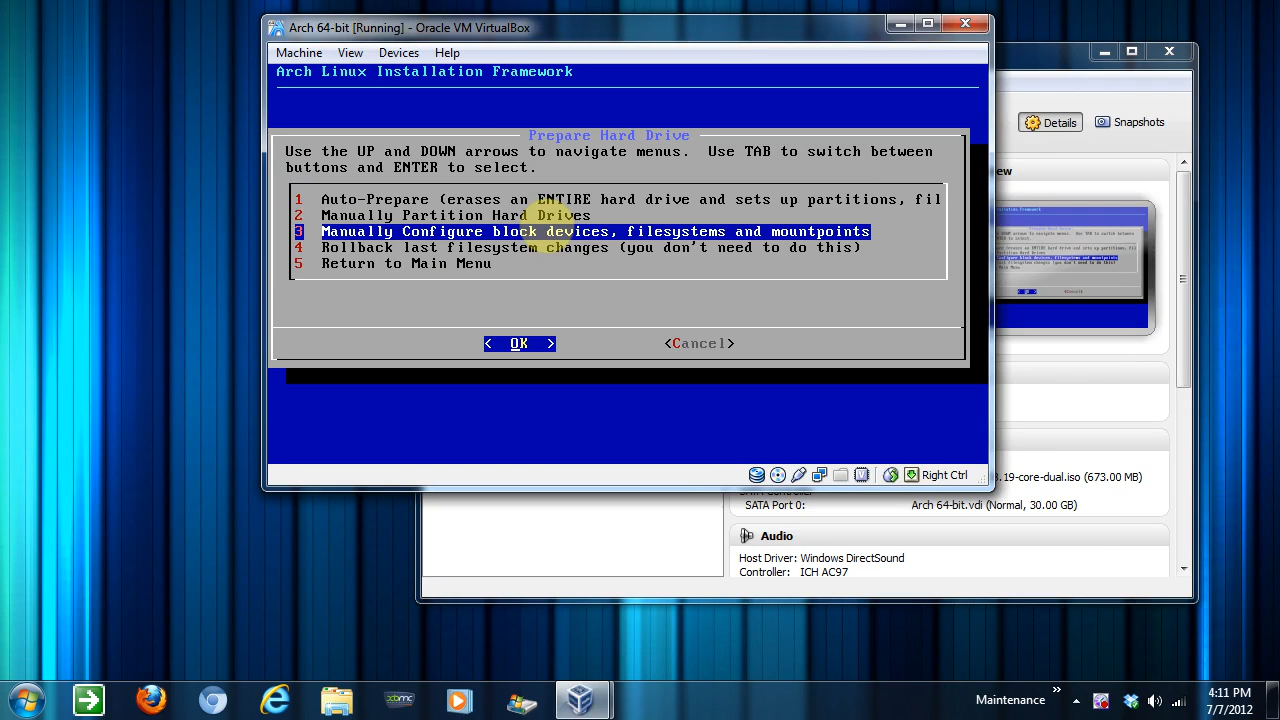 Arch 64-bit [Running] - Oracle VM VirtualBox
Machine View Devices Help
Arch Linux Installation Framework
Prepare Hard Drive
Use the UP and DOWN arrows to navigate menus.  Use TAB to switch between
buttons and ENTER to select.
1 Auto-Prepare (erases an ENTIRE hard drive and sets up partitions, fil
2 Manually Partition Hard Drives
3 Manually Configure block devices, filesystems and mountpoints
4 Rollback last filesystem changes (you don't need to do this)
5 Return to Main Menu
< OK > <Cancel>
Right Ctrl
Details Snapshots
ew
3.19-core-dual.iso (673.00 MB)
SATA Port 0: Arch 64-bit.vdi (Normal, 30.00 GB)
Audio
Host Driver: Windows DirectSound
Controller: ICH AC97
xbmc
Maintenance »
4:11 PM
7/7/2012